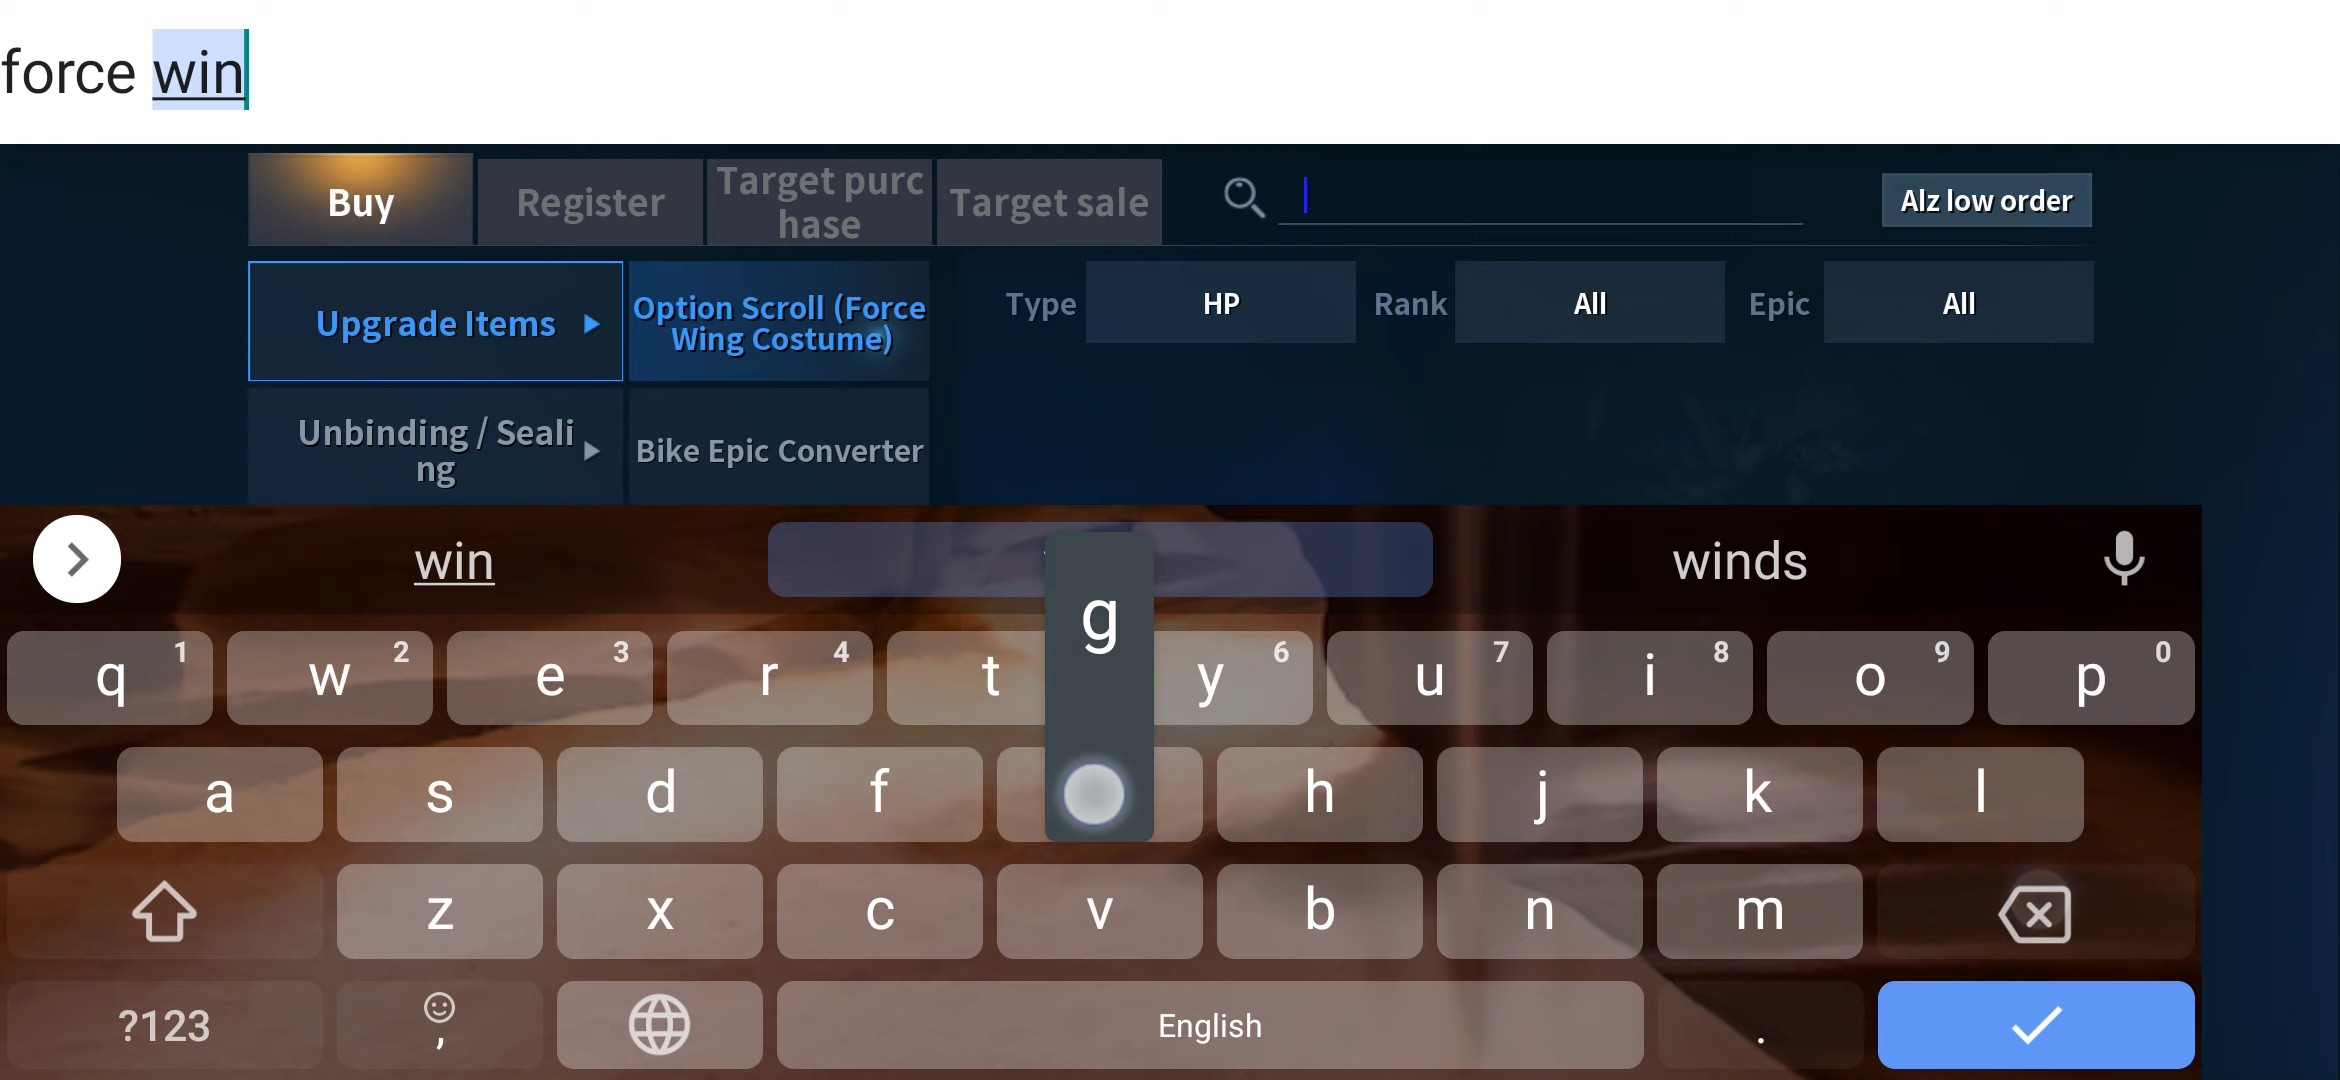 force win
Buy
Register
Target purc
hase
Target sale
Alz low order
Upgrade Items
Option Scroll (Force
Wing Costume)
Type
HP
Rank
All
Epic
All
Unbinding / Seali
ng
Bike Epic Converter
win
winds
g
q 1 w 2 e 3 r 4 t y 6 u 7 i 8 o 9 p 0
a s d f h j k l
z x c v b n m
?123 , English .